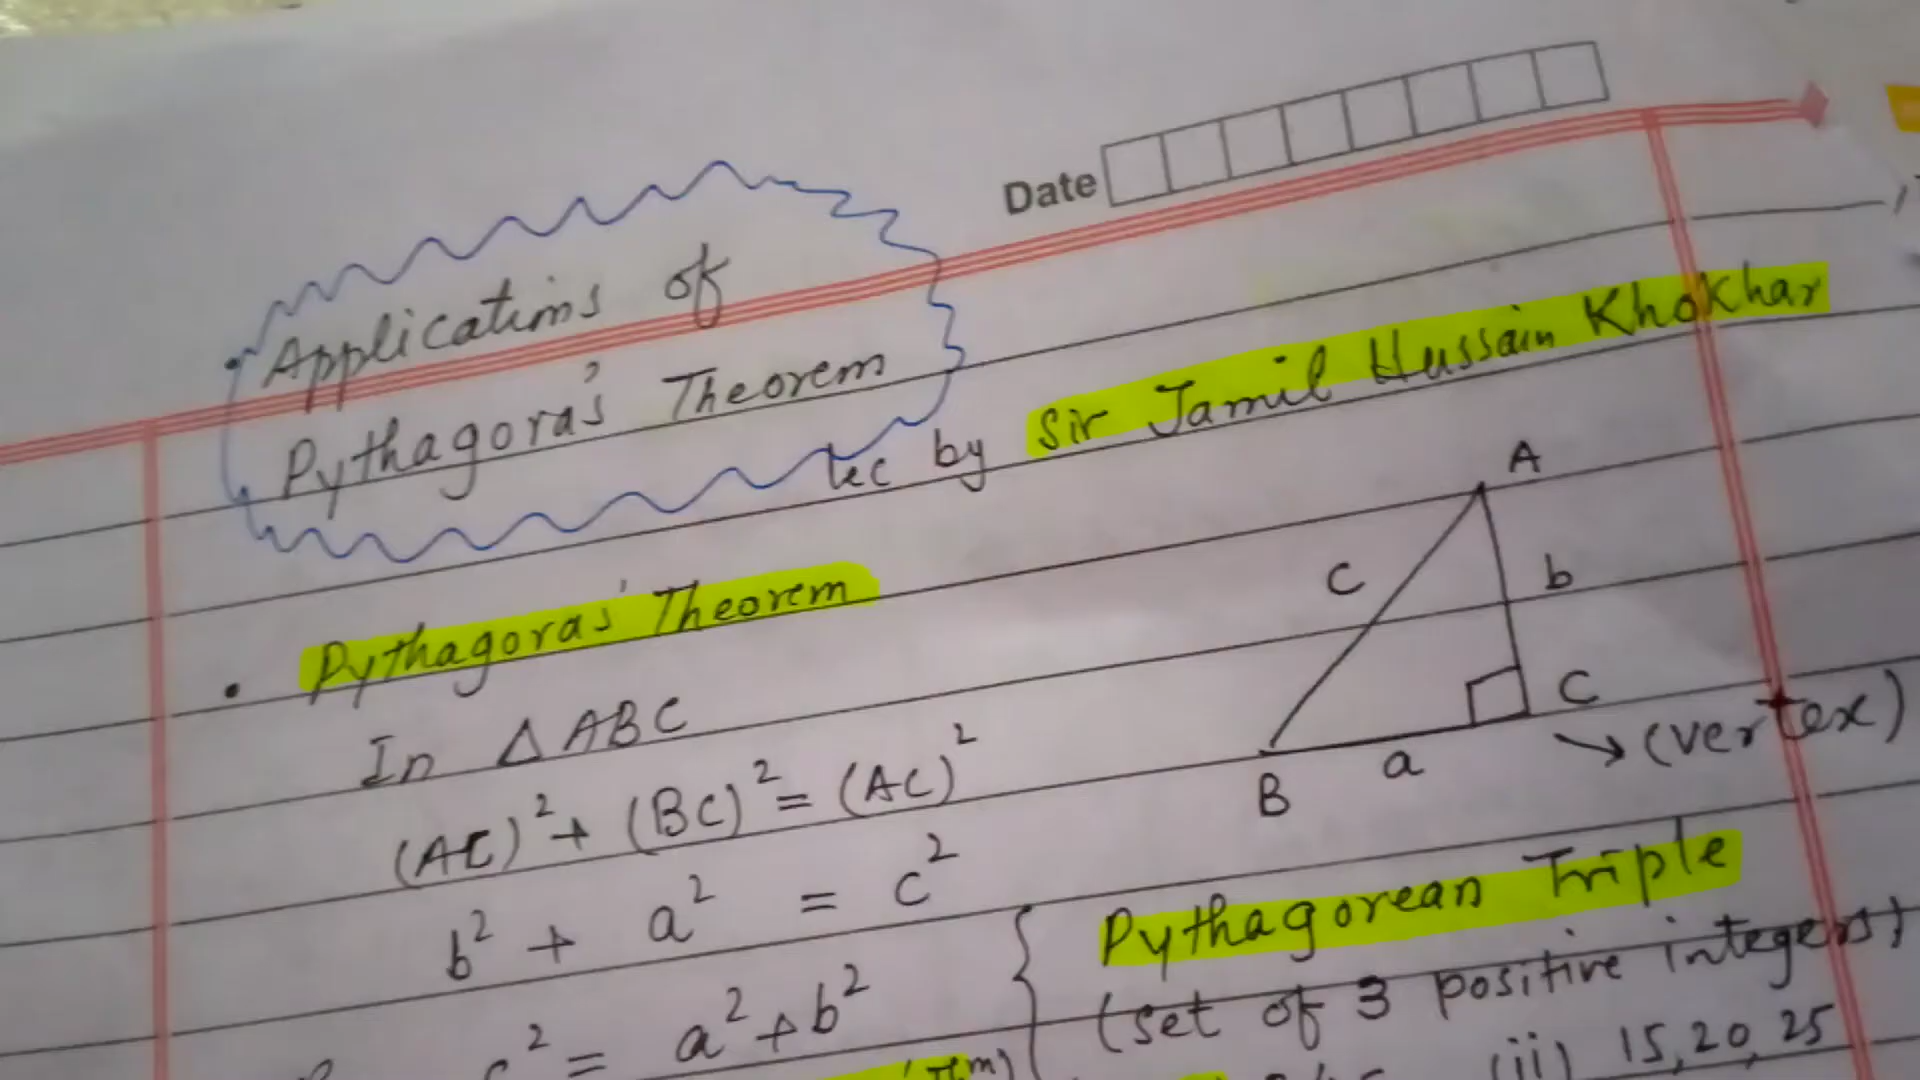 Date
Applications of
Pythagoras' Theorem
lec by Sir Jamil Hussain Khokhar
• Pythagoras' Theorem
In △ABC
(AC)² + (BC)² = (AC)²
b² + a² = c²
c² = a² + b²
A
c
b
C
→ (vertex)
a
B
Pythagorean Triple
(set of 3 positive integers)
(ii) 15, 20, 25